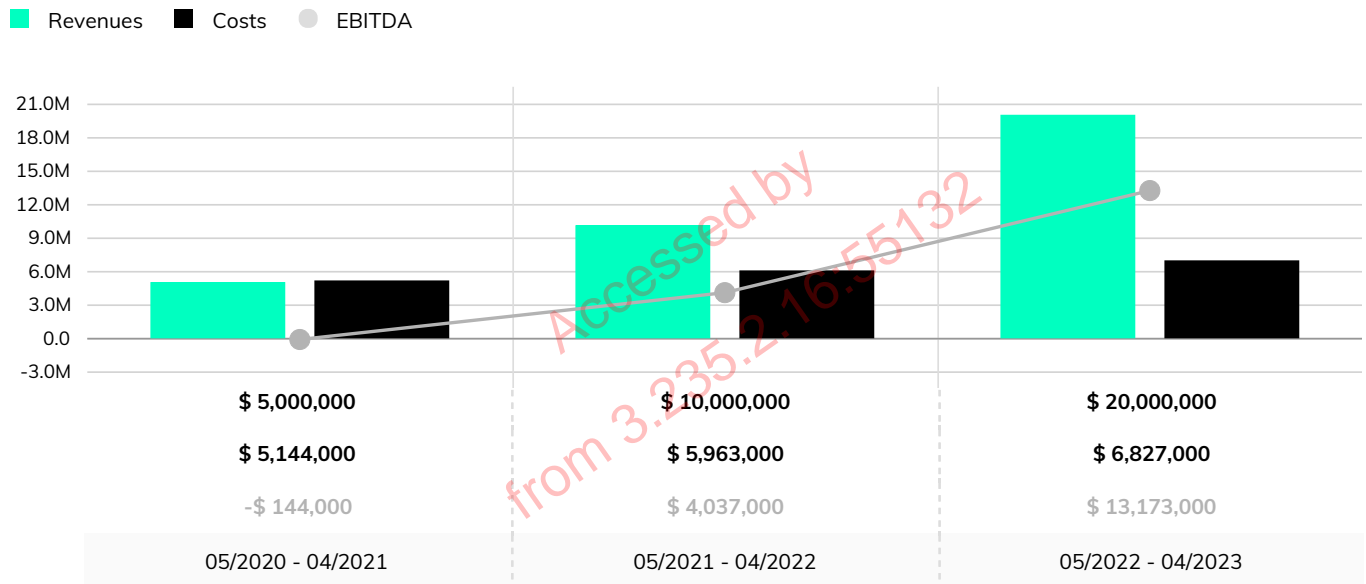 Revenues Costs EBITDA
21.0M
18.0M
15.0M
12.0M
9.0M
6.0M
3.0M
0.0
-3.0M
Accessed by
from 3.235.2.16:55132
$ 5,000,000 $ 10,000,000 $ 20,000,000
$ 5,144,000 $ 5,963,000 $ 6,827,000
-$ 144,000 $ 4,037,000 $ 13,173,000
05/2020 - 04/2021 05/2021 - 04/2022 05/2022 - 04/2023